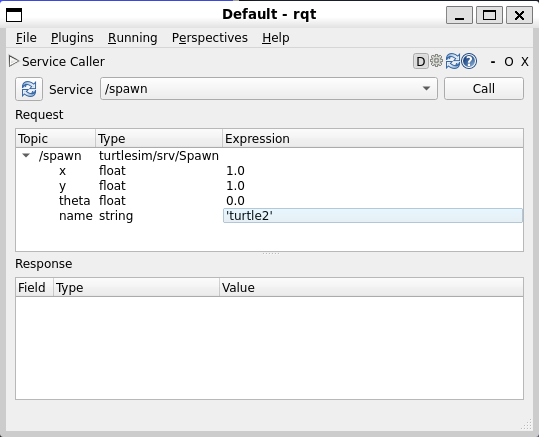 Default - rqt
File Plugins Running Perspectives Help
Service Caller D ? - O X
Service /spawn Call
Request
Topic Type Expression
/spawn turtlesim/srv/Spawn
x float 1.0
y float 1.0
theta float 0.0
name string 'turtle2'
Response
Field Type Value